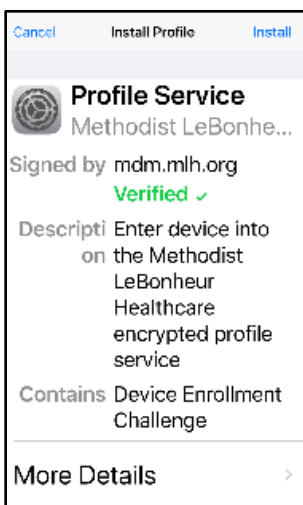 Cancel Install Profile Install
Profile Service
Methodist LeBonhe...
Signed by mdm.mlh.org
Verified ✓
Descripti Enter device into
on the Methodist
LeBonheur
Healthcare
encrypted profile
service
Contains Device Enrollment
Challenge
More Details